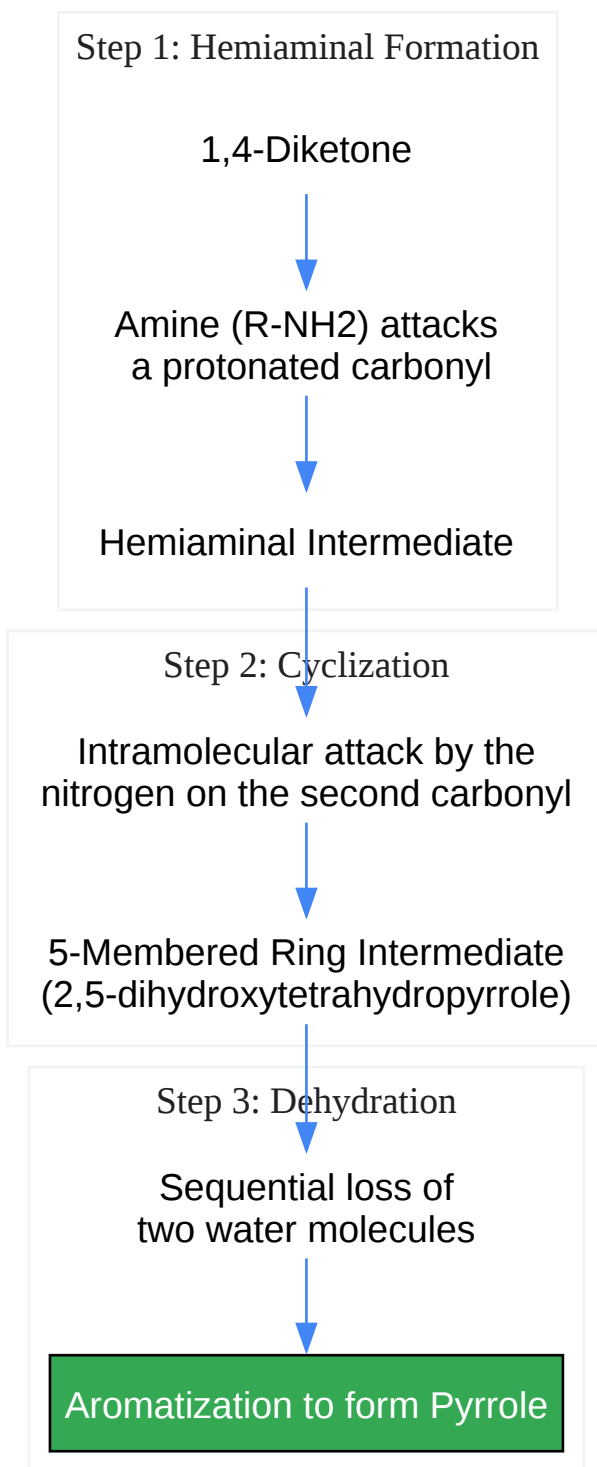 Step 1: Hemiaminal Formation
1,4-Diketone
Amine (R-NH2) attacks
a protonated carbonyl
Hemiaminal Intermediate
Step 2: Cyclization
Intramolecular attack by the
nitrogen on the second carbonyl
5-Membered Ring Intermediate
(2,5-dihydroxytetrahydropyrrole)
Step 3: Dehydration
Sequential loss of
two water molecules
Aromatization to form Pyrrole